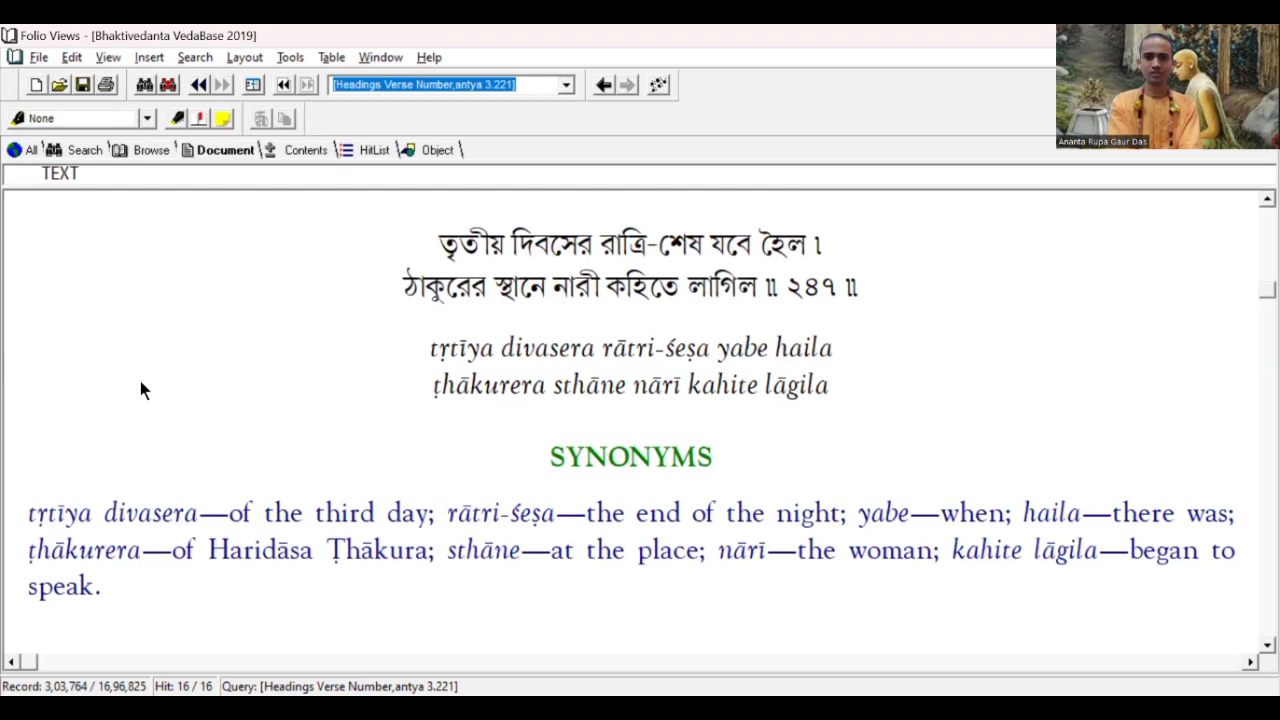 Folio Views - [Bhaktivedanta VedaBase 2019]
File Edit View Insert Search Layout Tools Table Window Help
[Headings Verse Number,antya 3.221]
None
All Search Browse Document Contents HitList Object
Ananta Rupa Gaur Das
TEXT
তৃতীয় দিবসের রাত্রি-শেষ যবে হৈল ৷
ঠাকুরের স্থানে নারী কহিতে লাগিল ॥ ২৪৭ ॥
tṛtīya divasera rātri-śeṣa yabe haila
ṭhākurera sthāne nārī kahite lāgila
SYNONYMS
tṛtīya divasera—of the third day; rātri-śeṣa—the end of the night; yabe—when; haila—there was;
ṭhākurera—of Haridāsa Ṭhākura; sthāne—at the place; nārī—the woman; kahite lāgila—began to
speak.
Record: 3,03,764 / 16,96,825 Hit: 16 / 16 Query: [Headings Verse Number,antya 3.221]